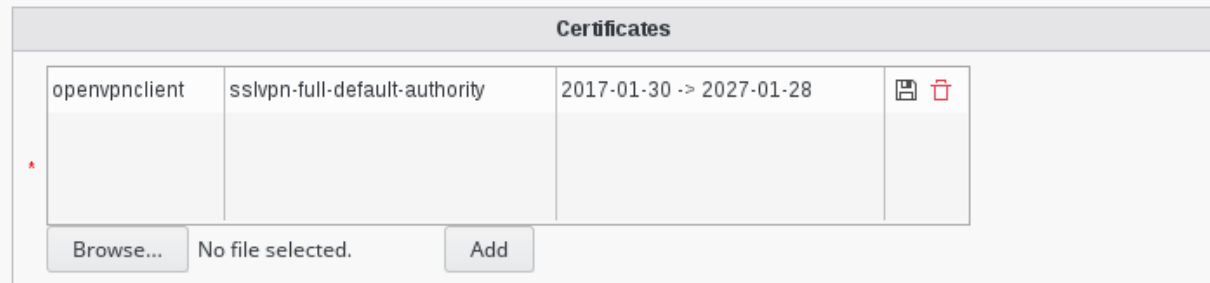 Certificates
openvpnclient sslvpn-full-default-authority 2017-01-30 -> 2027-01-28
*
Browse... No file selected. Add